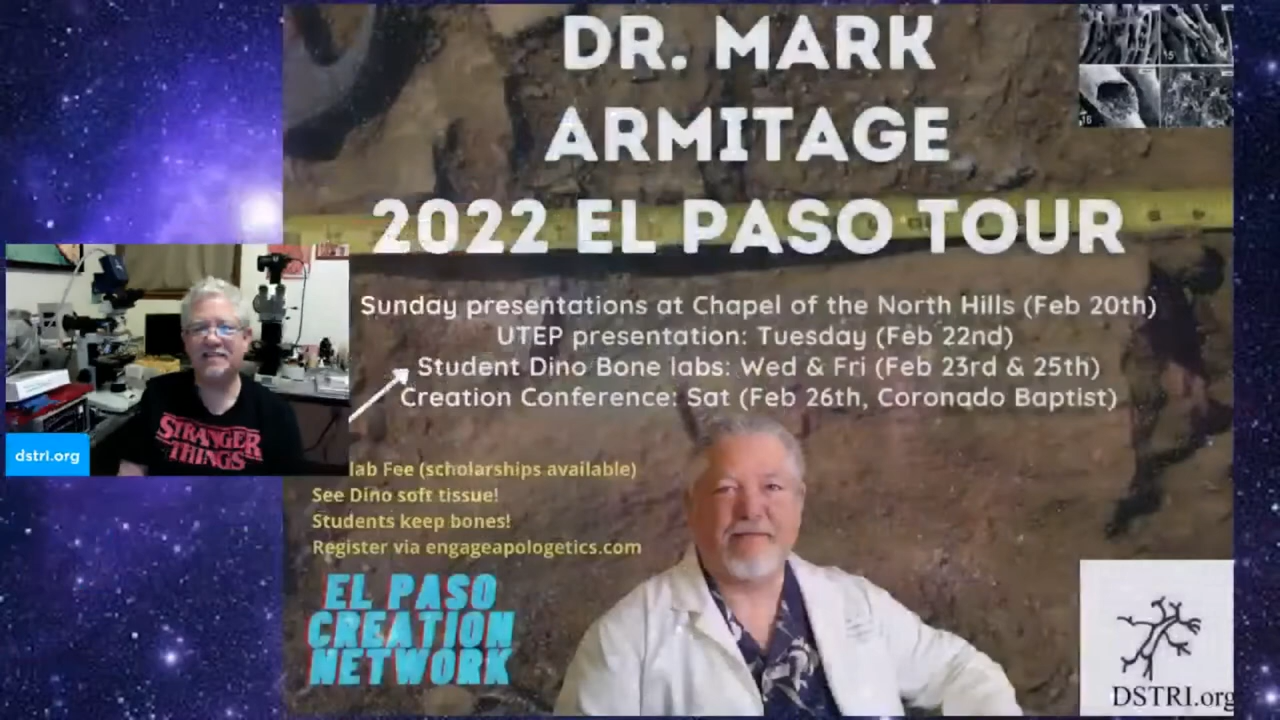 DR. MARK
ARMITAGE
2022 EL PASO TOUR
Sunday presentations at Chapel of the North Hills (Feb 20th)
UTEP presentation: Tuesday (Feb 22nd)
Student Dino Bone labs: Wed & Fri (Feb 23rd & 25th)
Creation Conference: Sat (Feb 26th, Coronado Baptist)
STRANGER
THINGS
dstri.org
lab Fee (scholarships available)
See Dino soft tissue!
Students keep bones!
Register via engageapologetics.com
EL PASO
CREATION
NETWORK
DSTRI.org